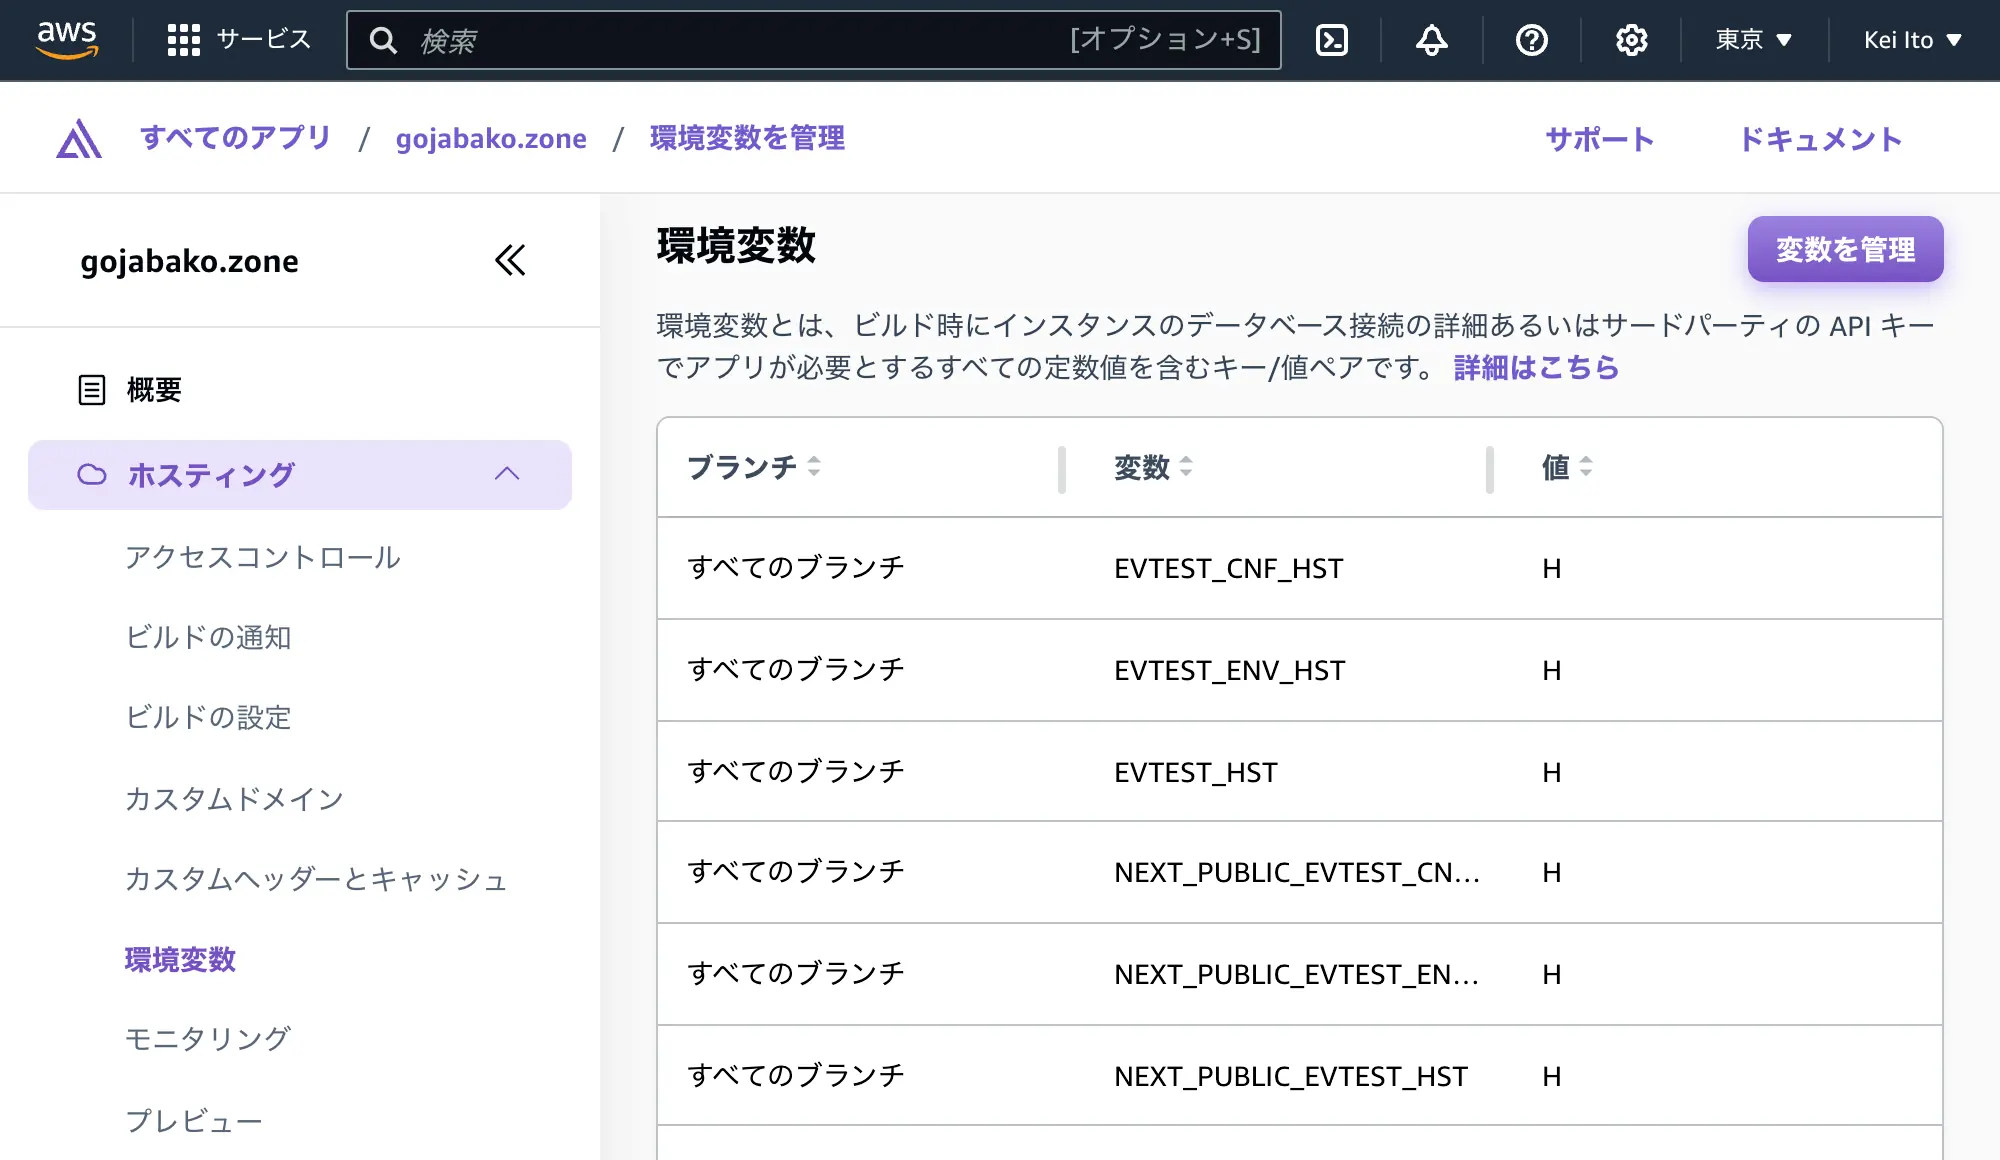 aws
サービス
検索
[オプション+S]
東京
Kei Ito
すべてのアプリ / gojabako.zone / 環境変数を管理
サポート
ドキュメント
gojabako.zone
概要
ホスティング
アクセスコントロール
ビルドの通知
ビルドの設定
カスタムドメイン
カスタムヘッダーとキャッシュ
環境変数
モニタリング
プレビュー
環境変数
変数を管理
環境変数とは、ビルド時にインスタンスのデータベース接続の詳細あるいはサードパーティの API キー
でアプリが必要とするすべての定数値を含むキー/値ペアです。 詳細はこちら
ブランチ 変数 値
すべてのブランチ EVTEST_CNF_HST H
すべてのブランチ EVTEST_ENV_HST H
すべてのブランチ EVTEST_HST H
すべてのブランチ NEXT_PUBLIC_EVTEST_CN... H
すべてのブランチ NEXT_PUBLIC_EVTEST_EN... H
すべてのブランチ NEXT_PUBLIC_EVTEST_HST H